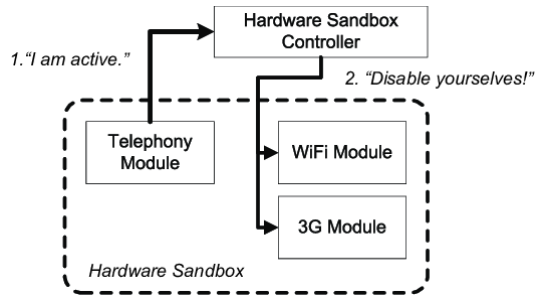 Hardware Sandbox
Controller
1.“I am active.”
2. “Disable yourselves!”
Telephony
Module
WiFi Module
3G Module
Hardware Sandbox